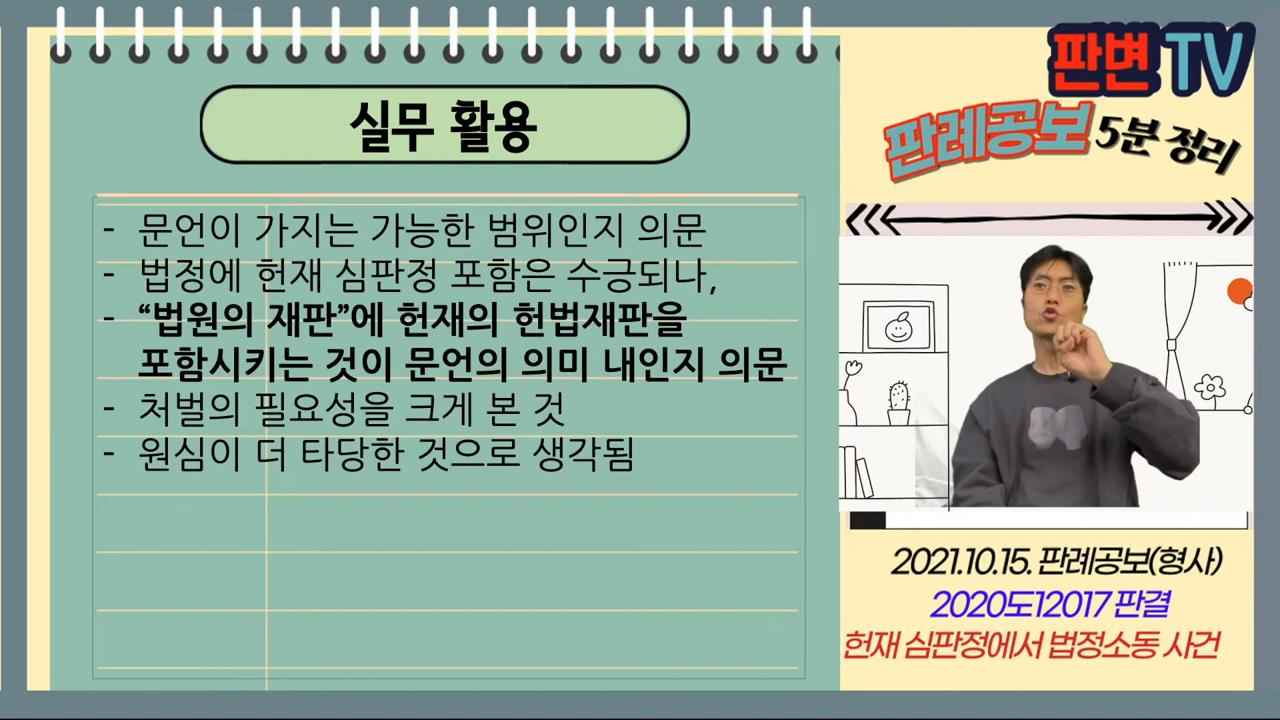 판변 TV
판례공보 5분 정리
실무 활용
- 문언이 가지는 가능한 범위인지 의문
- 법정에 헌재 심판정 포함은 수긍되나,
- “법원의 재판”에 헌재의 헌법재판을
포함시키는 것이 문언의 의미 내인지 의문
- 처벌의 필요성을 크게 본 것
- 원심이 더 타당한 것으로 생각됨
2021.10.15. 판례공보(형사)
2020도12017 판결
헌재 심판정에서 법정소동 사건